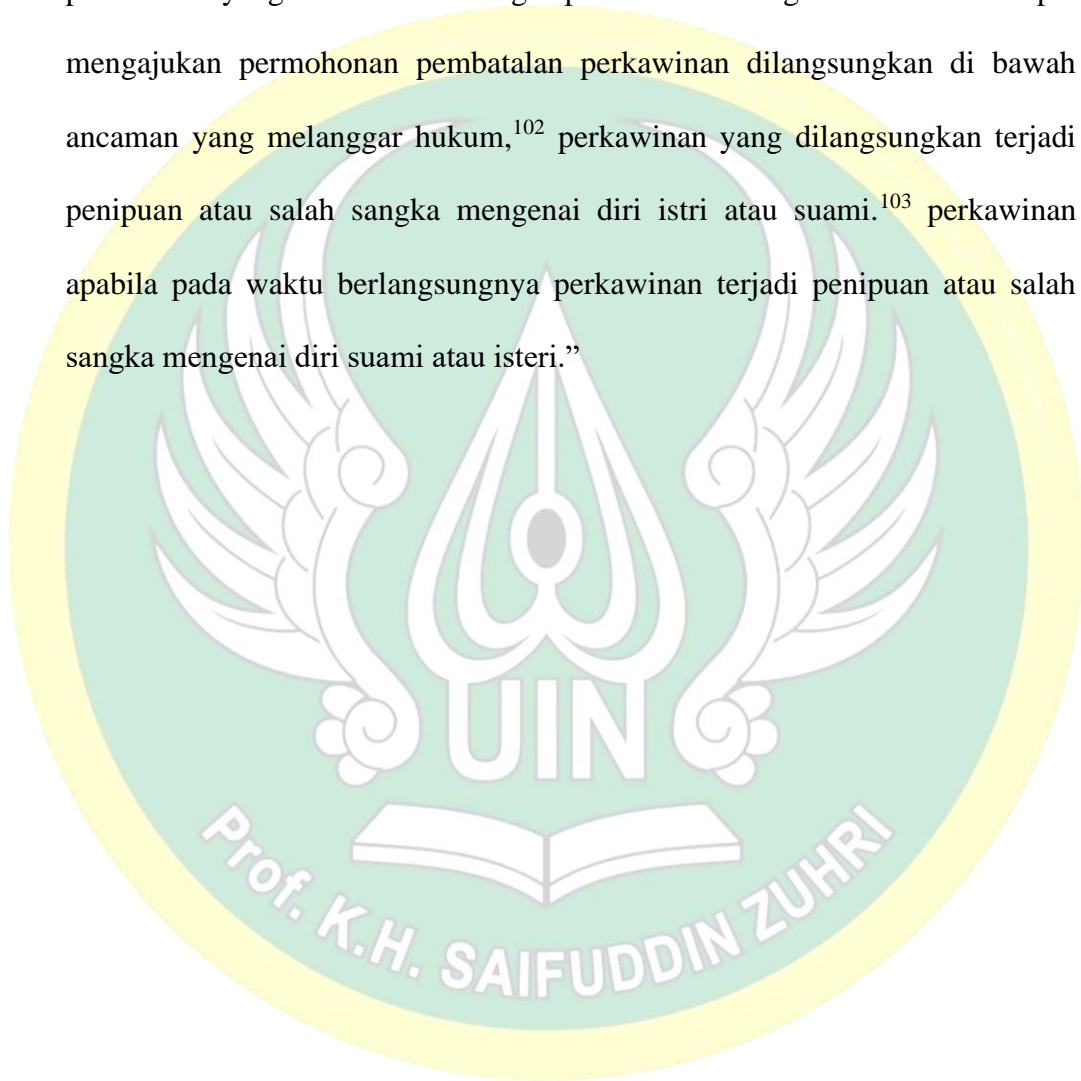 mengajukan permohonan pembatalan perkawinan dilangsungkan di bawah
ancaman yang melanggar hukum,102 perkawinan yang dilangsungkan terjadi
penipuan atau salah sangka mengenai diri istri atau suami.103 perkawinan
apabila pada waktu berlangsungnya perkawinan terjadi penipuan atau salah
sangka mengenai diri suami atau isteri.”
UIN
Prof. K.H. SAIFUDDIN ZUHRI